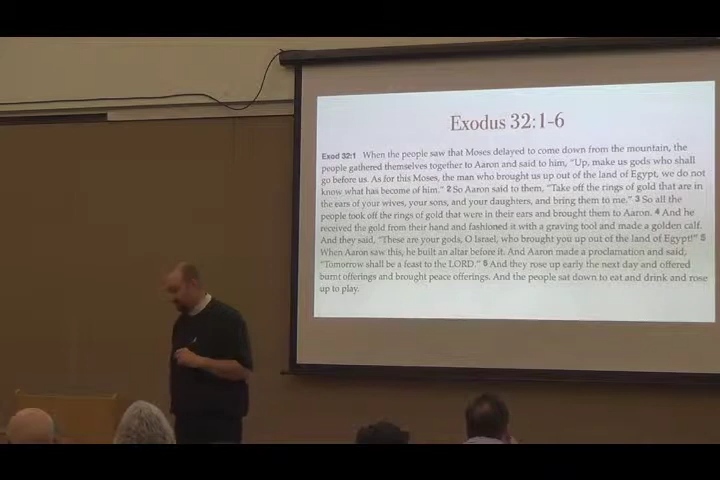 Exodus 32:1-6
Exod 32:1 When the people saw that Moses delayed to come down from the mountain, the
people gathered themselves together to Aaron and said to him, “Up, make us gods who shall
go before us. As for this Moses, the man who brought us up out of the land of Egypt, we do not
know what has become of him.” 2 So Aaron said to them, “Take off the rings of gold that are in
the ears of your wives, your sons, and your daughters, and bring them to me.” 3 So all the
people took off the rings of gold that were in their ears and brought them to Aaron. 4 And he
received the gold from their hand and fashioned it with a graving tool and made a golden calf.
And they said, “These are your gods, O Israel, who brought you up out of the land of Egypt!” 5
When Aaron saw this, he built an altar before it. And Aaron made a proclamation and said,
“Tomorrow shall be a feast to the LORD.” 6 And they rose up early the next day and offered
burnt offerings and brought peace offerings. And the people sat down to eat and drink and rose
up to play.